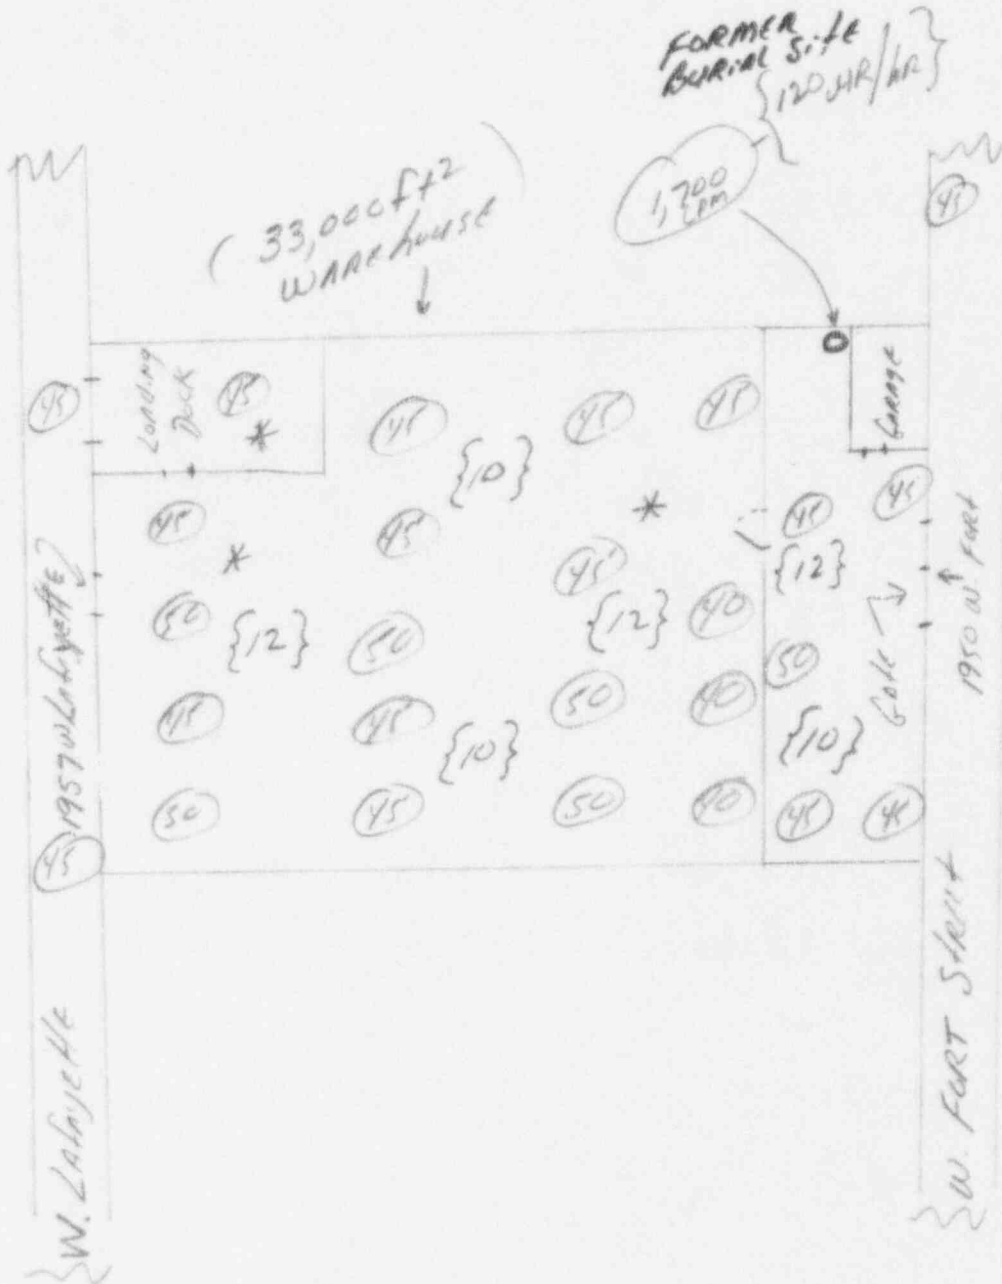 FORMER
BURIAL Site
{120 µR/hR}
1,700
CPM
(33,000 ft²
WAREhouse)
45
45
Loading
Dock
45
*
45
45
45
Garage
{10}
45
*
45
*
45
45
45
{12}
50
{12}
50
45
{12}
40
50
Gate
1950 W. Fort
45
45
{10}
50
40
{10}
50
45
50
40
45
45
45
1957 W Lafayette
W. Lafayette
W. FORT Street